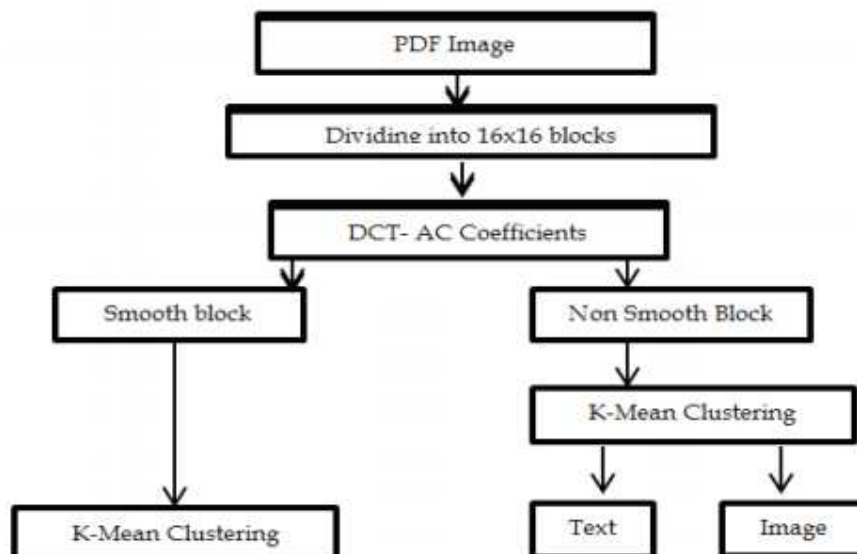 PDF Image
Dividing into 16x16 blocks
DCT- AC Coefficients
Smooth block
Non Smooth Block
K-Mean Clustering
K-Mean Clustering
Text
Image